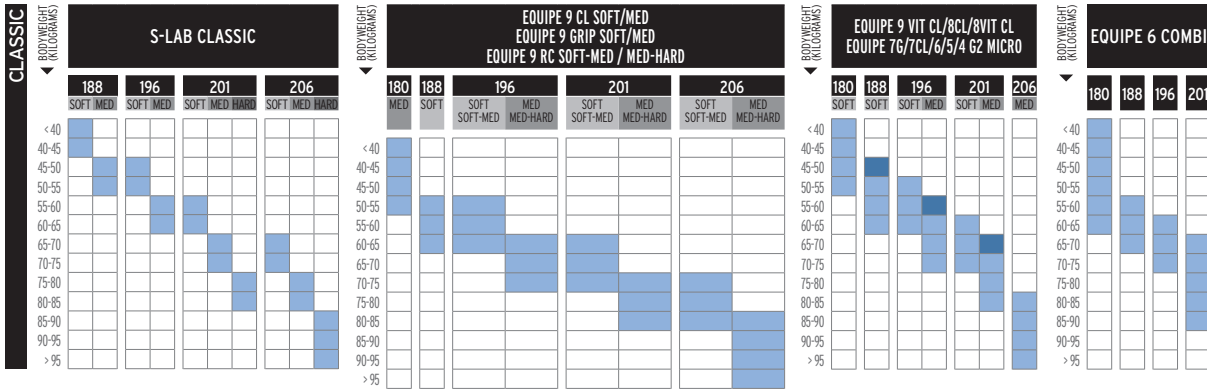 CLASSIC
BODYWEIGHT
(KILOGRAMS)
S-LAB CLASSIC
188 196 201 206
SOFT MED SOFT MED SOFT MED HARD SOFT MED HARD
<40
40-45
45-50
50-55
55-60
60-65
65-70
70-75
75-80
80-85
85-90
90-95
>95
BODYWEIGHT
(KILOGRAMS)
EQUIPE 9 CL SOFT/MED
EQUIPE 9 GRIP SOFT/MED
EQUIPE 9 RC SOFT-MED / MED-HARD
180 188 196 201 206
MED SOFT SOFT MED SOFT MED SOFT MED
SOFT-MED MED-HARD SOFT-MED MED-HARD SOFT-MED MED-HARD
<40
40-45
45-50
50-55
55-60
60-65
65-70
70-75
75-80
80-85
85-90
90-95
>95
BODYWEIGHT
(KILOGRAMS)
EQUIPE 9 VIT CL/8CL/8VIT CL
EQUIPE 7G/7CL/6/5/4 G2 MICRO
180 188 196 201 206
SOFT SOFT SOFT MED SOFT MED MED
<40
40-45
45-50
50-55
55-60
60-65
65-70
70-75
75-80
80-85
85-90
90-95
>95
BODYWEIGHT
(KILOGRAMS)
EQUIPE 6 COMBI
180 188 196 201
<40
40-45
45-50
50-55
55-60
60-65
65-70
70-75
75-80
80-85
85-90
90-95
>95